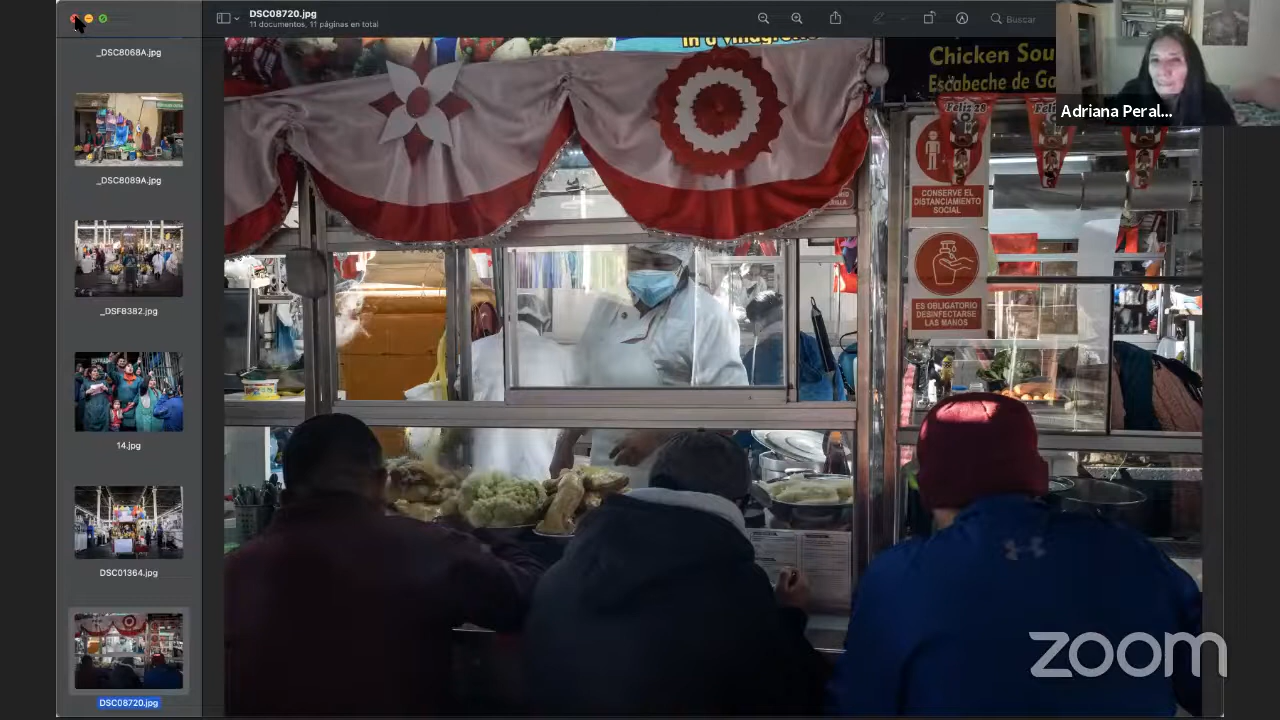 DSC08720.jpg
11 documentos, 11 páginas en total
Buscar
_DSC8068A.jpg
_DSC8089A.jpg
_DSF8382.jpg
14.jpg
DSC01364.jpg
DSC08720.jpg
Chicken Sou
Escabeche de Ga
Adriana Peral...
Feliz 28
CONSERVE EL
DISTANCIAMIENTO
SOCIAL
ES OBLIGATORIO
DESINFECTARSE
LAS MANOS
zoom